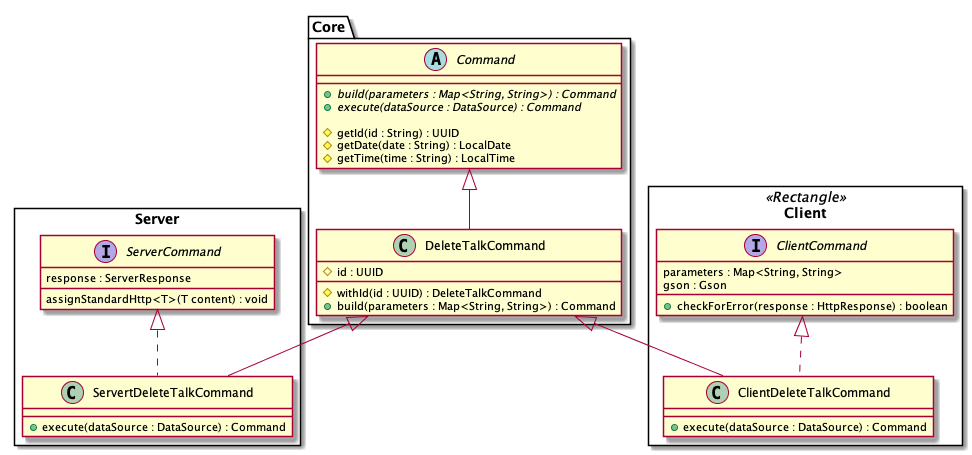 Core
A Command
build(parameters : Map<String, String>) : Command
execute(dataSource : DataSource) : Command
getId(id : String) : UUID
getDate(date : String) : LocalDate
getTime(time : String) : LocalTime
C DeleteTalkCommand
id : UUID
withId(id : UUID) : DeleteTalkCommand
build(parameters : Map<String, String>) : Command
Server
I ServerCommand
response : ServerResponse
assignStandardHttp<T>(T content) : void
C ServertDeleteTalkCommand
execute(dataSource : DataSource) : Command
«Rectangle»
Client
I ClientCommand
parameters : Map<String, String>
gson : Gson
checkForError(response : HttpResponse) : boolean
C ClientDeleteTalkCommand
execute(dataSource : DataSource) : Command